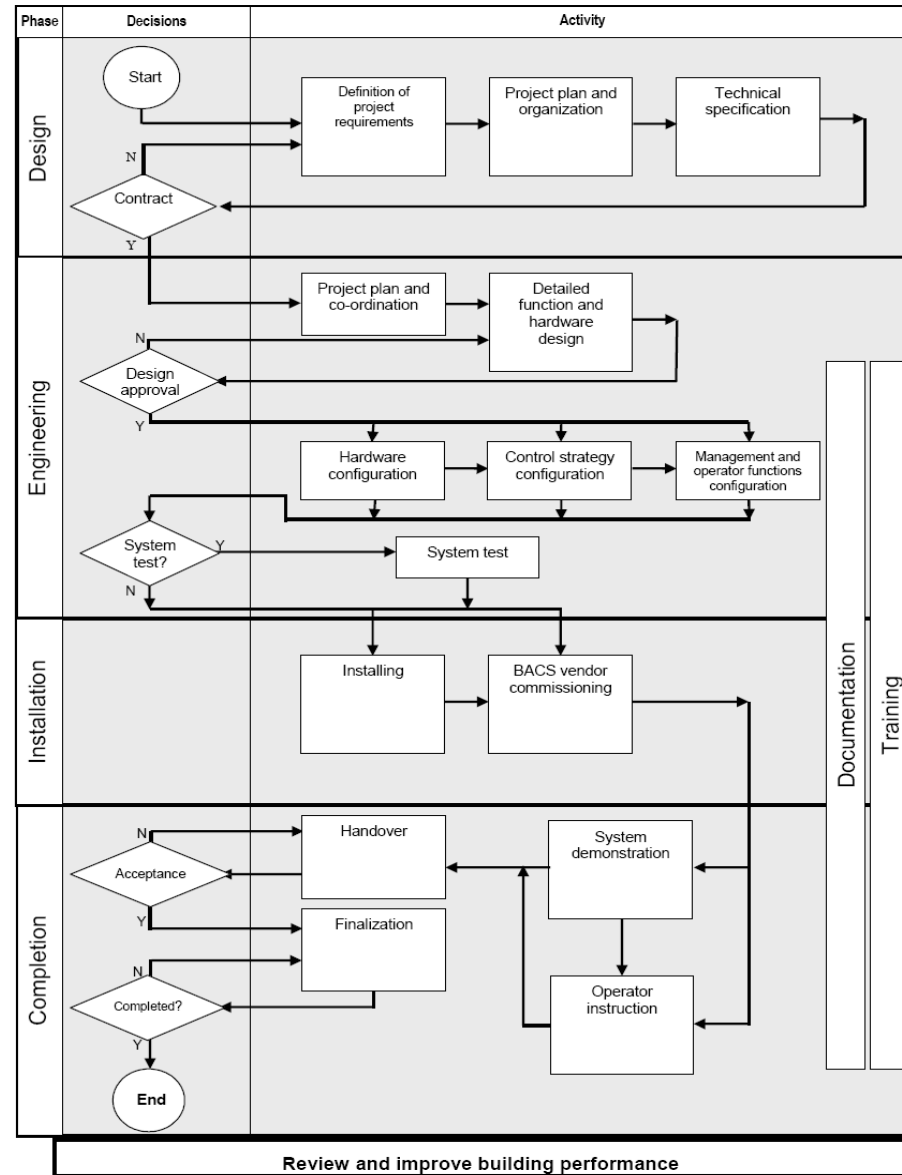 Phase
Decisions
Activity
Design
Start
Definition of
project
requirements
Project plan and
organization
Technical
specification
N
Contract
Y
Engineering
Project plan and
co-ordination
Detailed
function and
hardware
design
N
Design
approval
Y
Hardware
configuration
Control strategy
configuration
Management and
operator functions
configuration
System
test?
Y
System test
N
Installation
Installing
BACS vendor
commissioning
Documentation
Training
Completion
N
Handover
System
demonstration
Acceptance
Y
Finalization
N
Operator
instruction
Completed?
Y
End
Review and improve building performance